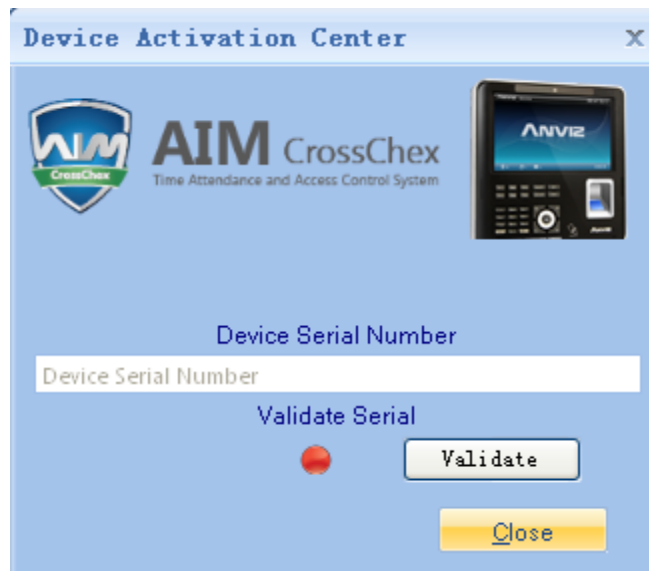 Device Activation Center
X
AIM
CrossChex
AIM CrossChex
Time Attendance and Access Control System
ANVIZ
Device Serial Number
Device Serial Number
Validate Serial
Validate
Close